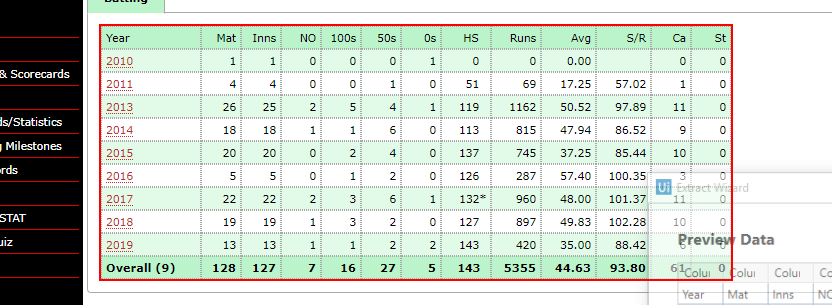 Batting
& Scorecards
ds/Statistics
g Milestones
ords
STAT
uiz
Year Mat Inns NO 100s 50s 0s HS Runs Avg S/R Ca St
2010 1 1 0 0 0 1 0 0 0.00 0 0
2011 4 4 0 0 1 0 51 69 17.25 57.02 1 0
2013 26 25 2 5 4 1 119 1162 50.52 97.89 11 0
2014 18 18 1 1 6 0 113 815 47.94 86.52 9 0
2015 20 20 0 2 4 0 137 745 37.25 85.44 10 0
2016 5 5 0 1 2 0 126 287 57.40 100.35 3 0
2017 22 22 2 3 6 1 132* 960 48.00 101.37 11 0
2018 19 19 1 3 2 0 127 897 49.83 102.28 10 0
2019 13 13 1 1 2 2 143 420 35.00 88.42 6 0
Overall (9) 128 127 7 16 27 5 143 5355 44.63 93.80 61 0
Ui Extract Wizard
Preview Data
Colu Colu Colu Co
Year Mat Inns NO